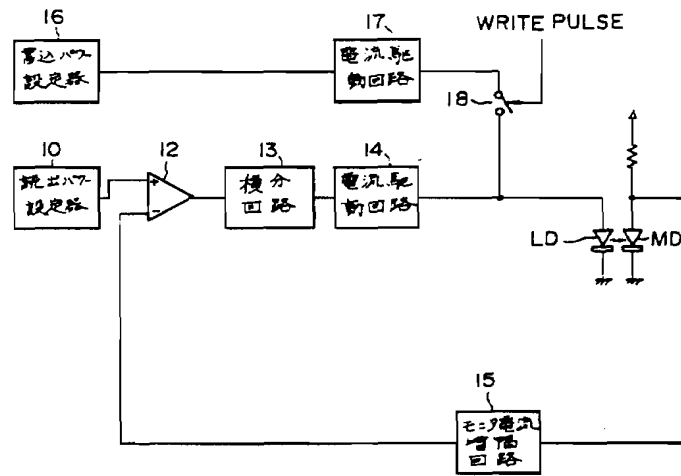 16
書込パワー
設定器
17
電流駆
動回路
WRITE PULSE
18
10
読出パワー
設定器
12
+
−
13
積分
回路
14
電流駆
動回路
LD
MD
15
モニタ電流
増幅
回路